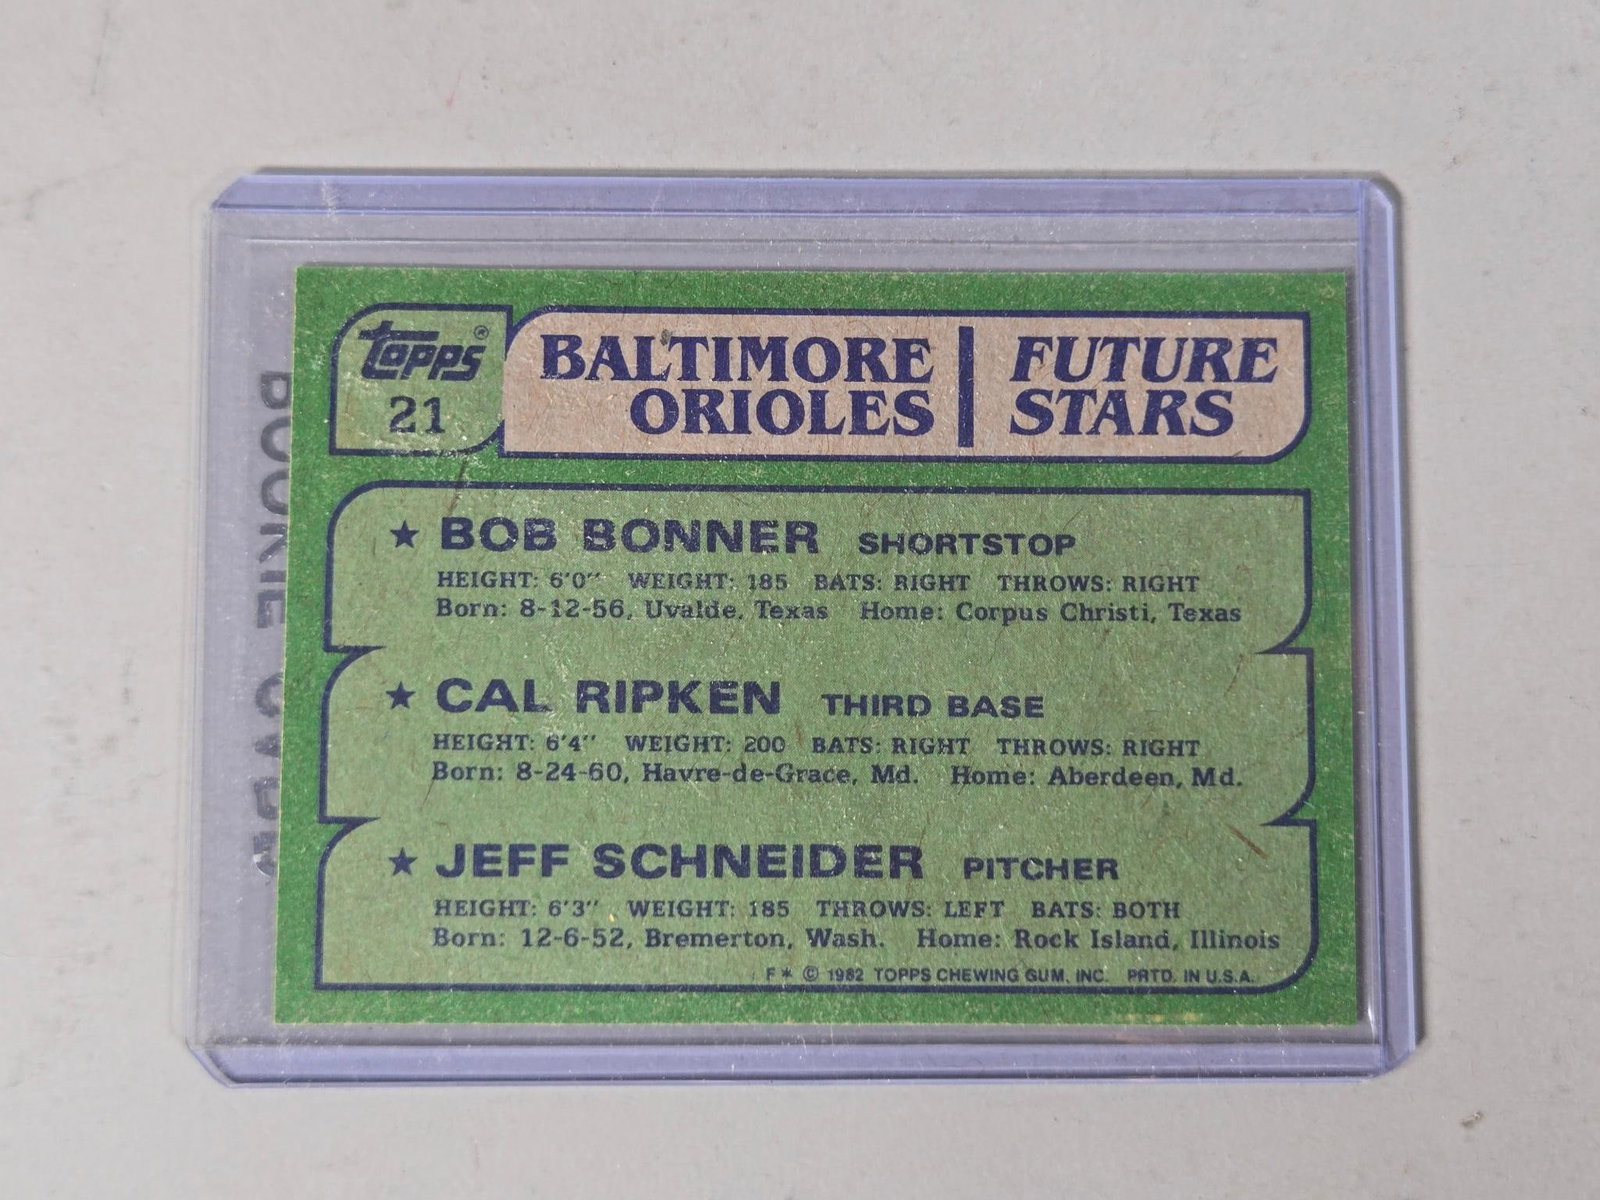 topps®
21
BALTIMORE ORIOLES
FUTURE STARS
★ BOB BONNER SHORTSTOP
HEIGHT: 6'0" WEIGHT: 185 BATS: RIGHT THROWS: RIGHT
Born: 8-12-56, Uvalde, Texas Home: Corpus Christi, Texas
★ CAL RIPKEN THIRD BASE
HEIGHT: 6'4" WEIGHT: 200 BATS: RIGHT THROWS: RIGHT
Born: 8-24-60, Havre-de-Grace, Md. Home: Aberdeen, Md.
★ JEFF SCHNEIDER PITCHER
HEIGHT: 6'3" WEIGHT: 185 THROWS: LEFT BATS: BOTH
Born: 12-6-52, Bremerton, Wash. Home: Rock Island, Illinois
F* © 1982 TOPPS CHEWING GUM, INC. PRTD. IN U.S.A.